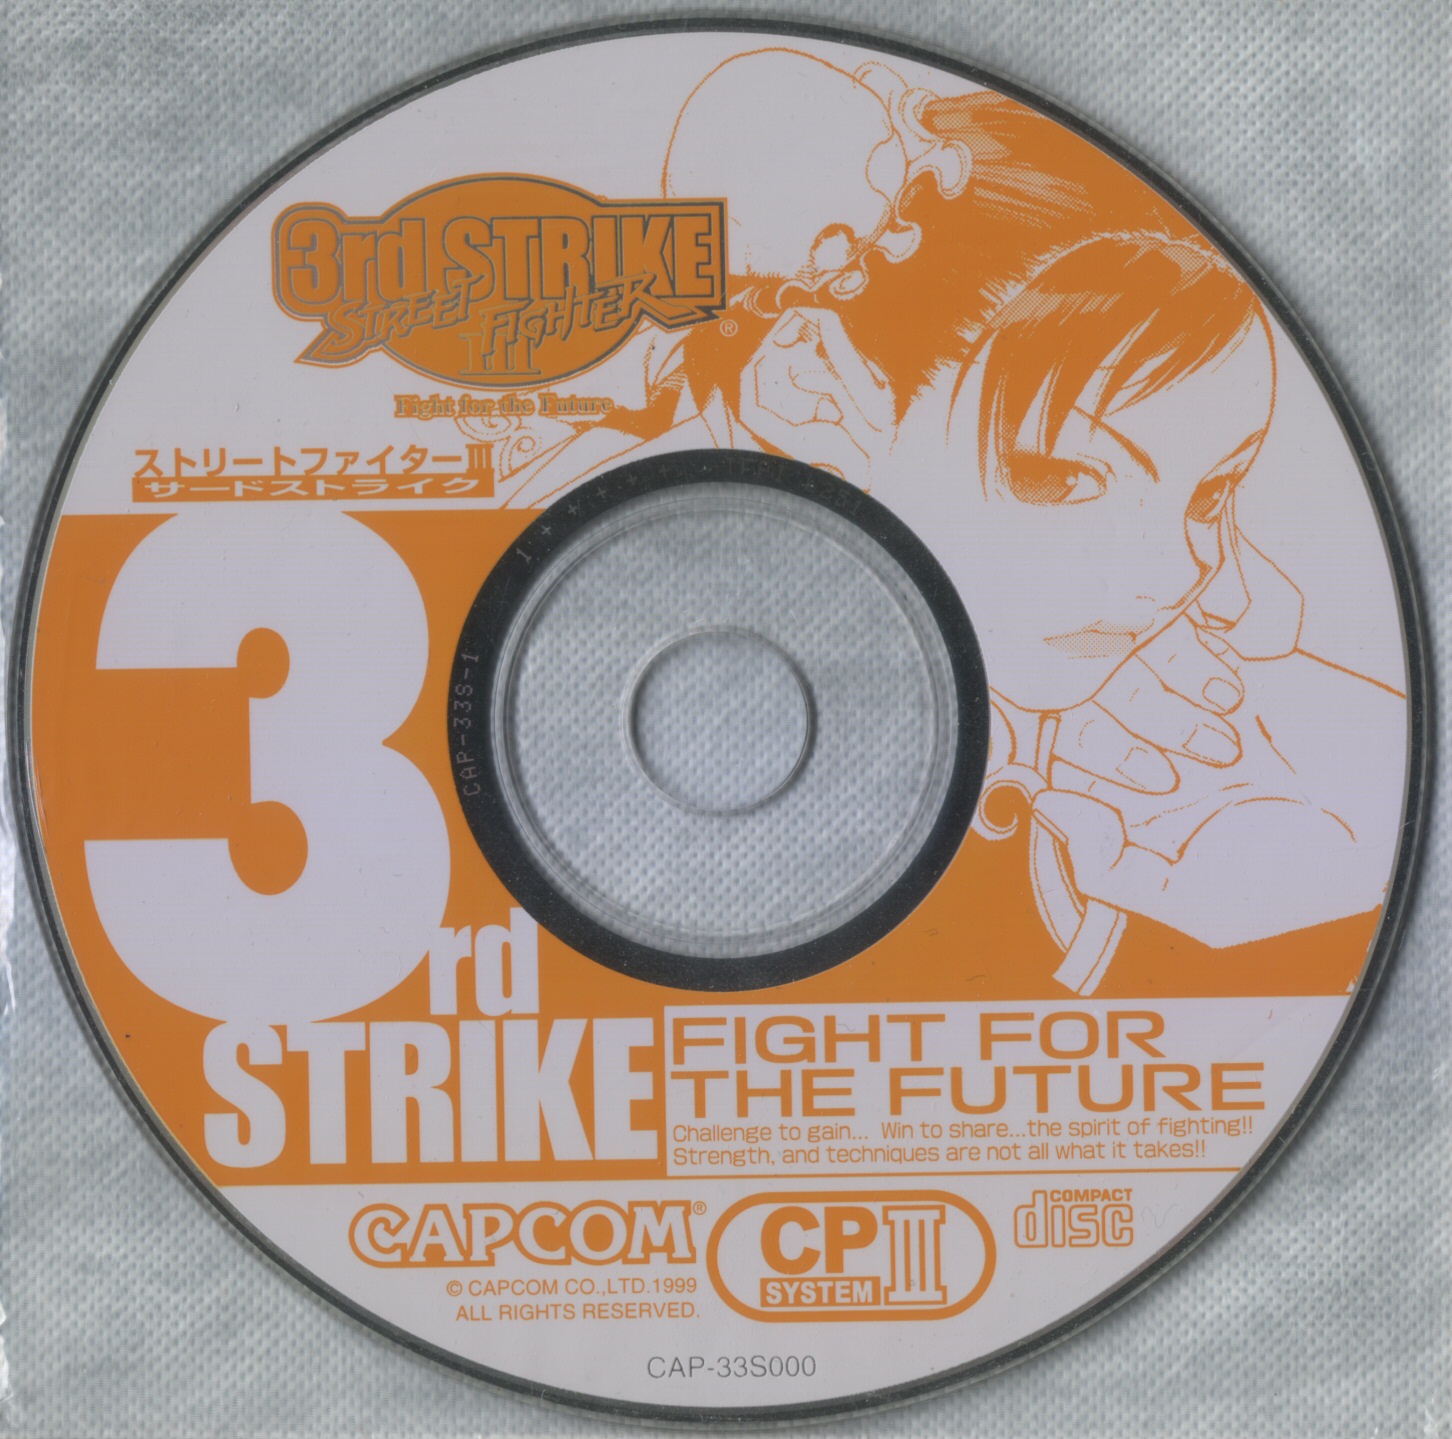 3rd STRIKE
STREET FIGHTER
III
®
Fight for the Future
ストリートファイターIII
サードストライク
CAP-33S-1
3rd
STRIKE
FIGHT FOR
THE FUTURE
Challenge to gain... Win to share...the spirit of fighting!!
Strength, and techniques are not all what it takes!!
CAPCOM®
© CAPCOM CO.,LTD.1999
ALL RIGHTS RESERVED.
CP
SYSTEM
III
COMPACT
disc
CAP-33S000